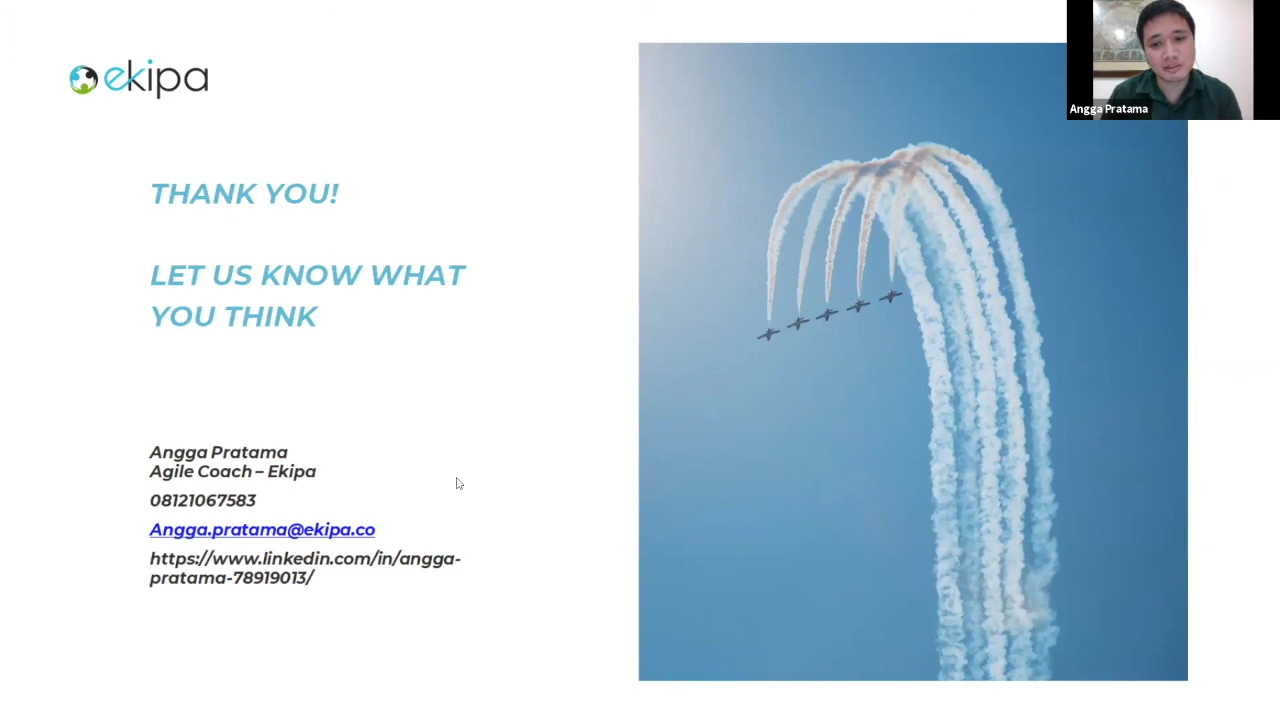 ekipa
Angga Pratama
THANK YOU!
LET US KNOW WHAT
YOU THINK
Angga Pratama
Agile Coach – Ekipa
08121067583
Angga.pratama@ekipa.co
https://www.linkedin.com/in/angga-
pratama-78919013/